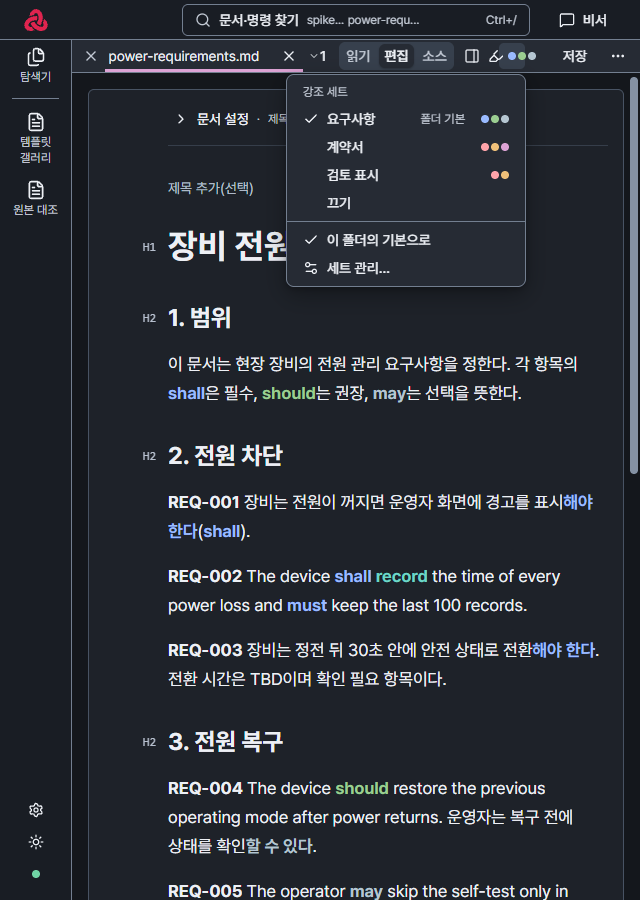 문서·명령 찾기 spike... power-requ... Ctrl+/
비서
탐색기
템플릿
갤러리
원본 대조
power-requirements.md
1
읽기 편집 소스
저장
강조 세트
요구사항 폴더 기본
계약서
검토 표시
끄기
이 폴더의 기본으로
세트 관리...
문서 설정 ·
제목 추가(선택)
H1 장비 전원
H2 1. 범위
이 문서는 현장 장비의 전원 관리 요구사항을 정한다. 각 항목의
shall은 필수, should는 권장, may는 선택을 뜻한다.
H2 2. 전원 차단
REQ-001 장비는 전원이 꺼지면 운영자 화면에 경고를 표시해야
한다(shall).
REQ-002 The device shall record the time of every
power loss and must keep the last 100 records.
REQ-003 장비는 정전 뒤 30초 안에 안전 상태로 전환해야 한다.
전환 시간은 TBD이며 확인 필요 항목이다.
H2 3. 전원 복구
REQ-004 The device should restore the previous
operating mode after power returns. 운영자는 복구 전에
상태를 확인할 수 있다.
REQ-005 The operator may skip the self-test only in